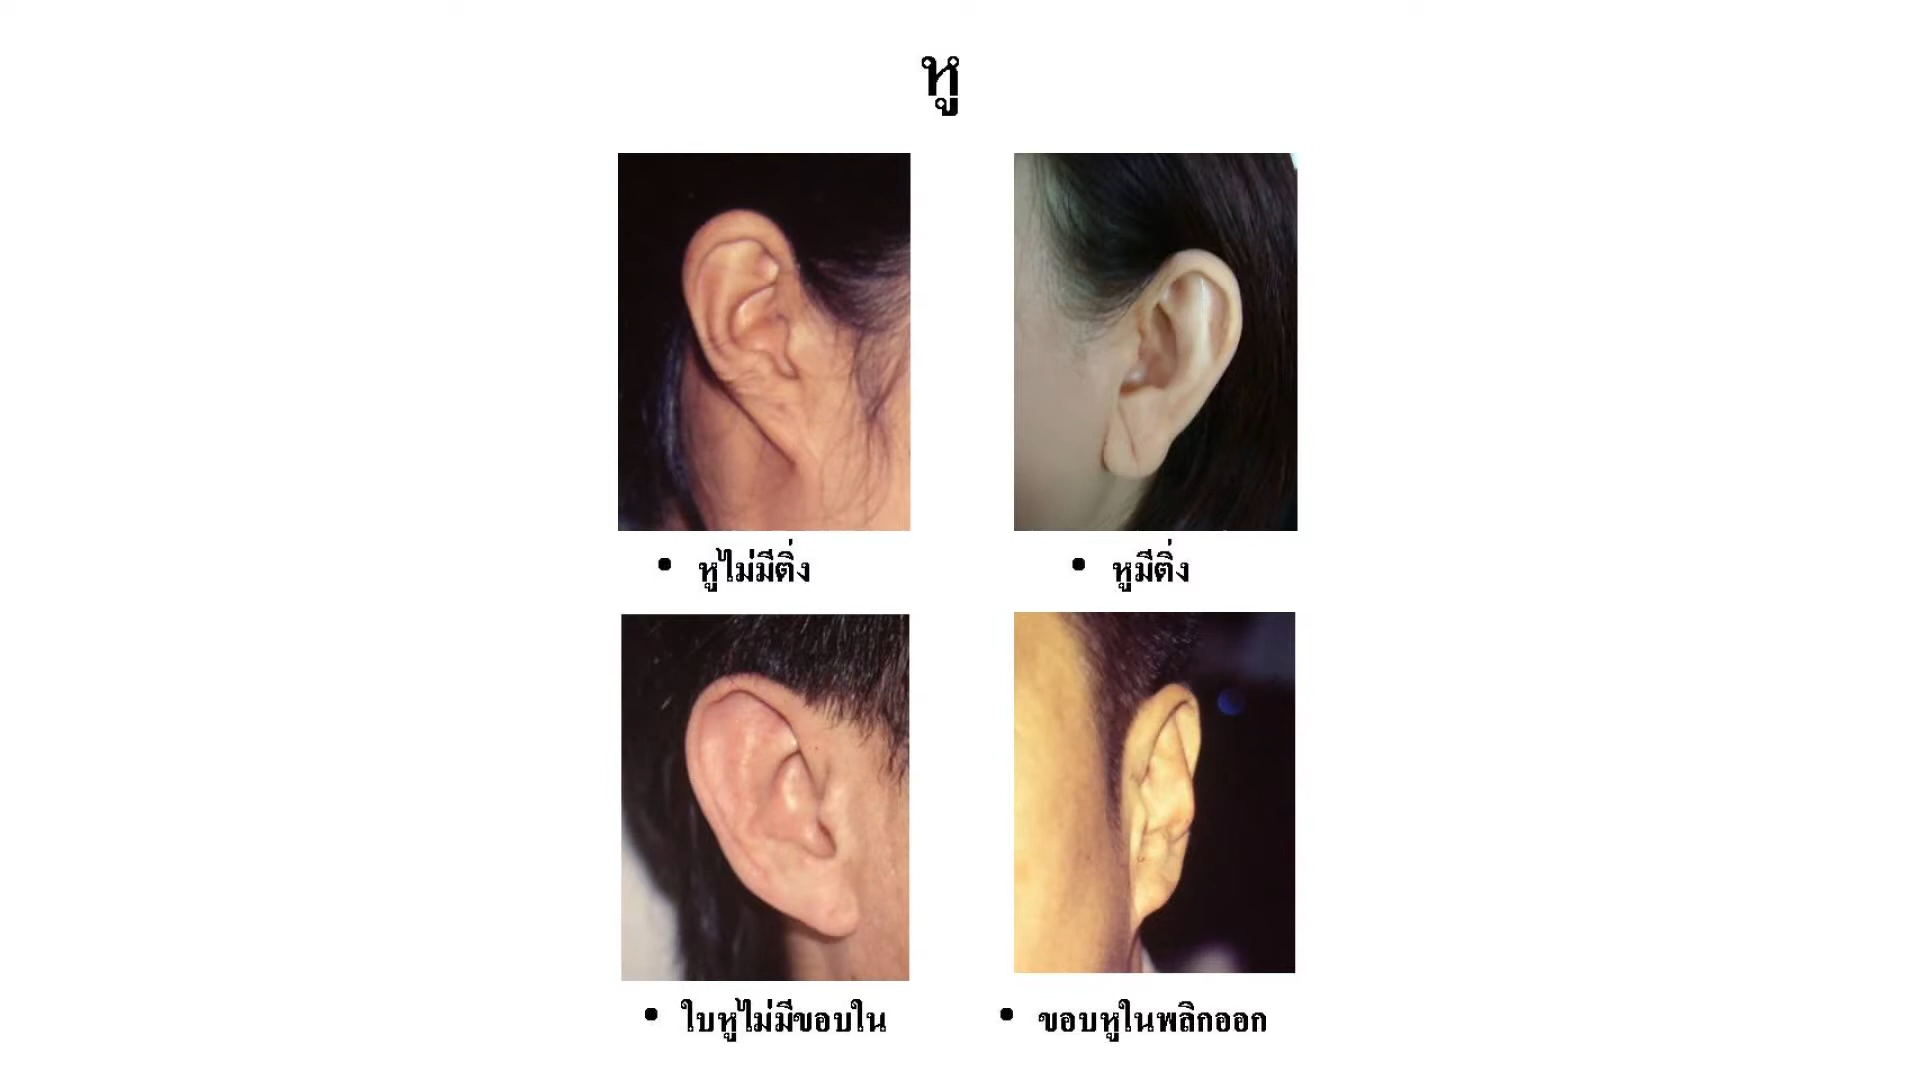 หู
• หูไม่มีติ่ง
• หูมีติ่ง
• ใบหูไม่มีขอบใน
• ขอบหูในพลิกออก